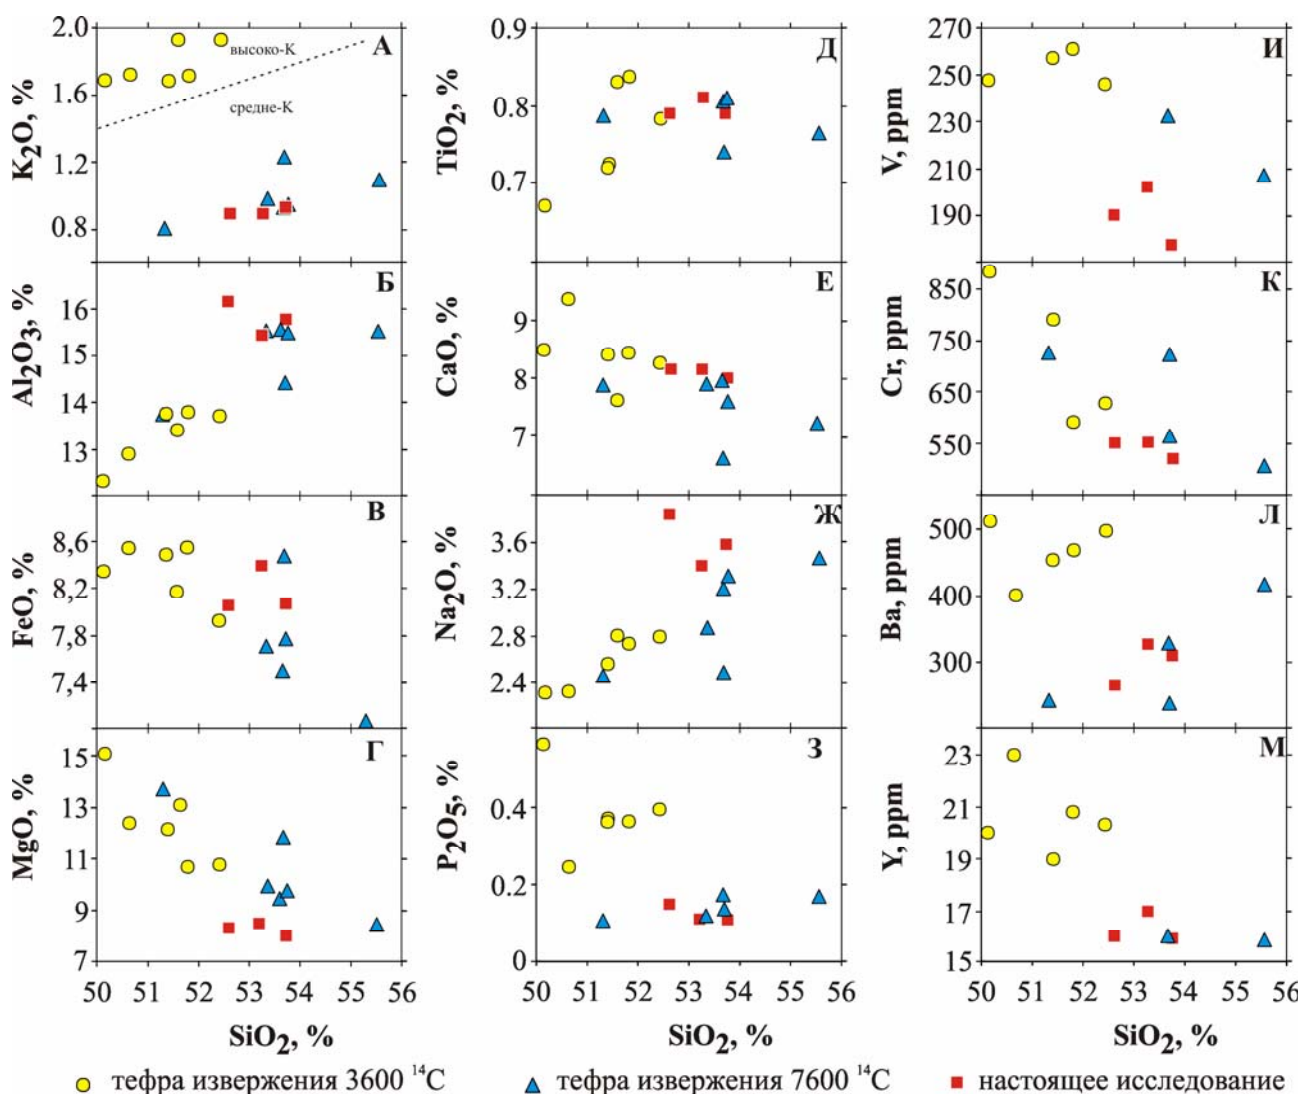 K2O, %
2.0
1.6
1.2
0.8
А
высоко-К
средне-К
Al2O3, %
16
15
14
13
Б
FeO, %
8,6
8,2
7,8
7,4
В
MgO, %
15
13
11
9
7
Г
50 51 52 53 54 55 56
SiO2, %
TiO2, %
0.9
0.8
0.7
Д
CaO, %
9
8
7
Е
Na2O, %
3.6
3.2
2.8
2.4
Ж
P2O5, %
0.4
0.2
0
З
50 51 52 53 54 55 56
SiO2, %
V, ppm
270
250
230
210
190
И
Cr, ppm
850
750
650
550
К
Ba, ppm
500
400
300
Л
Y, ppm
23
21
19
17
15
М
50 51 52 53 54 55 56
SiO2, %
тефра извержения 3600 14C
тефра извержения 7600 14C
настоящее исследование